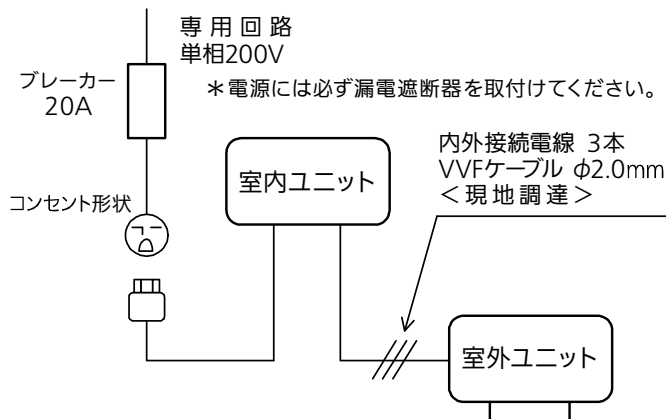 専用回路
単相200V
ブレーカー
20A
＊電源には必ず漏電遮断器を取付けてください。
内外接続電線 3本
VVFケーブル φ2.0mm
＜現地調達＞
室内ユニット
コンセント形状
室外ユニット